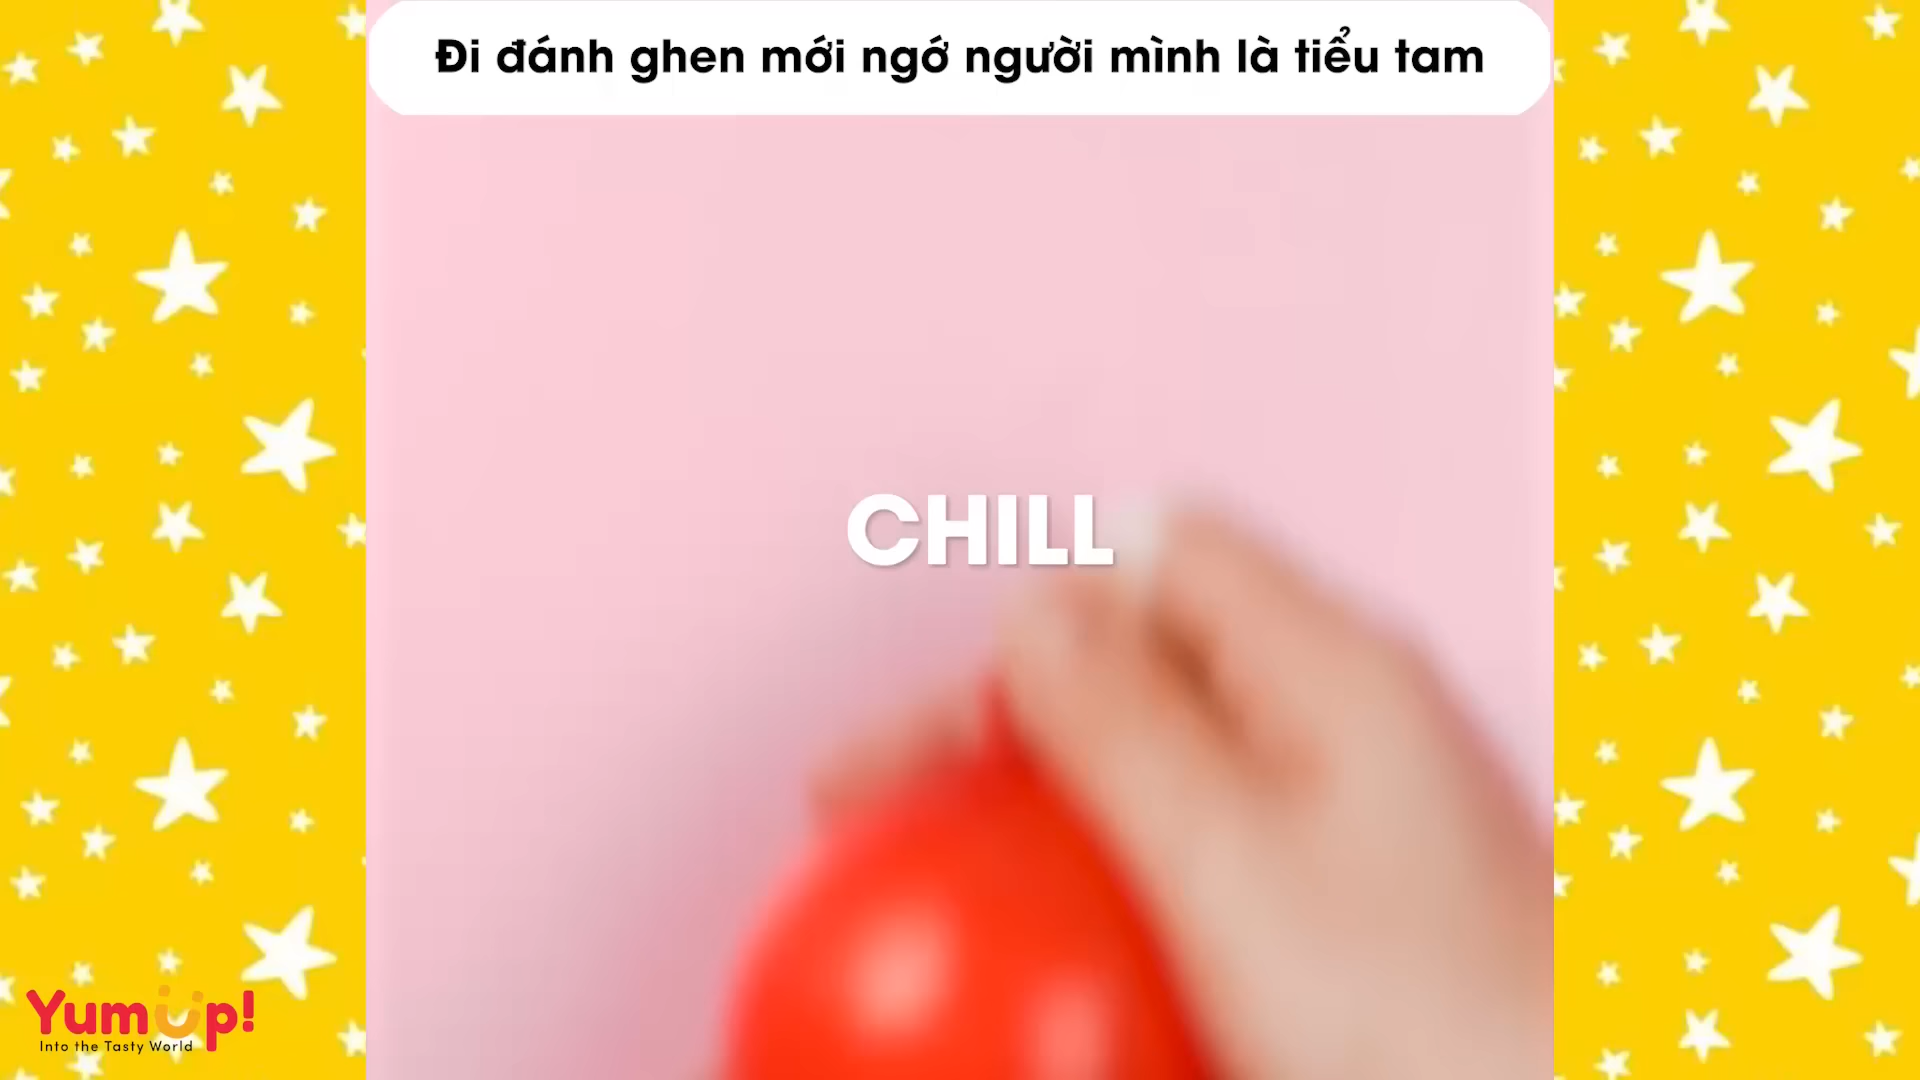 Đi đánh ghen mới ngớ người mình là tiểu tam
CHILL
YumUp!
Into the Tasty World